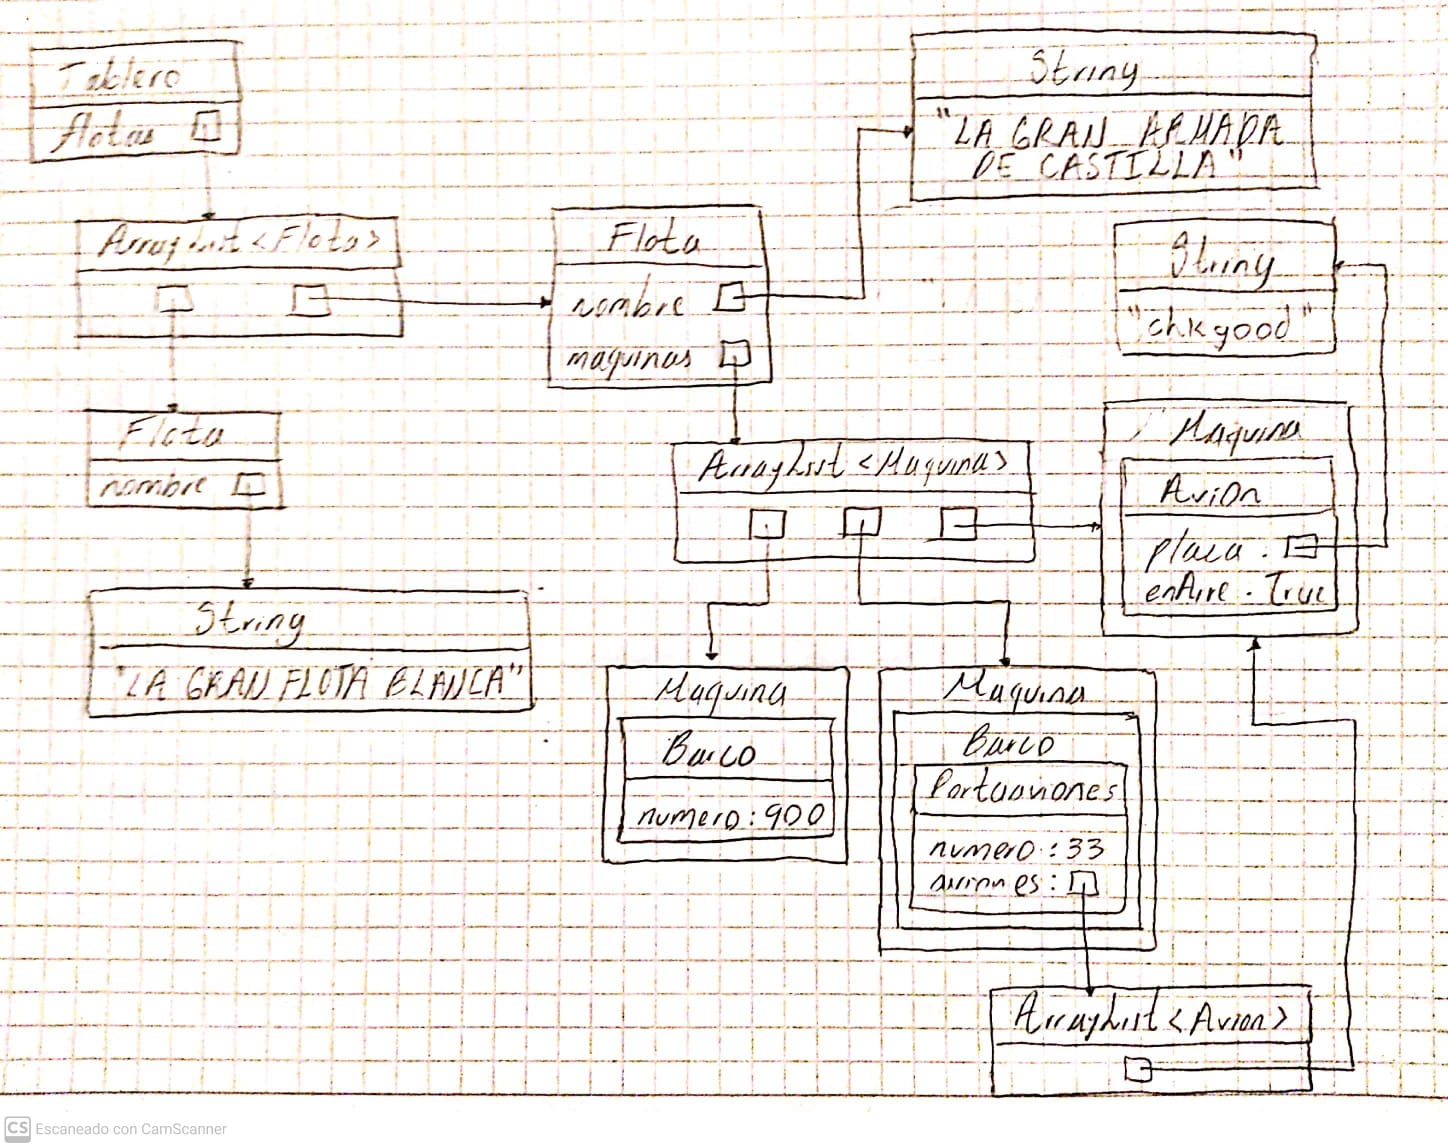 Tablero
flotas
ArrayList <Flota>
Flota
nombre
String
"LA GRAN FLOTA BLANCA"
Flota
nombre
maquinas
String
"LA GRAN ARMADA
DE CASTILLA"
String
"chkgood"
ArrayList <Maquina>
Maquina
Avion
placa .
enAire . True
Maquina
Barco
numero : 900
Maquina
Barco
Portaaviones
numero : 33
aviones :
ArrayList <Avion>
CS Escaneado con CamScanner